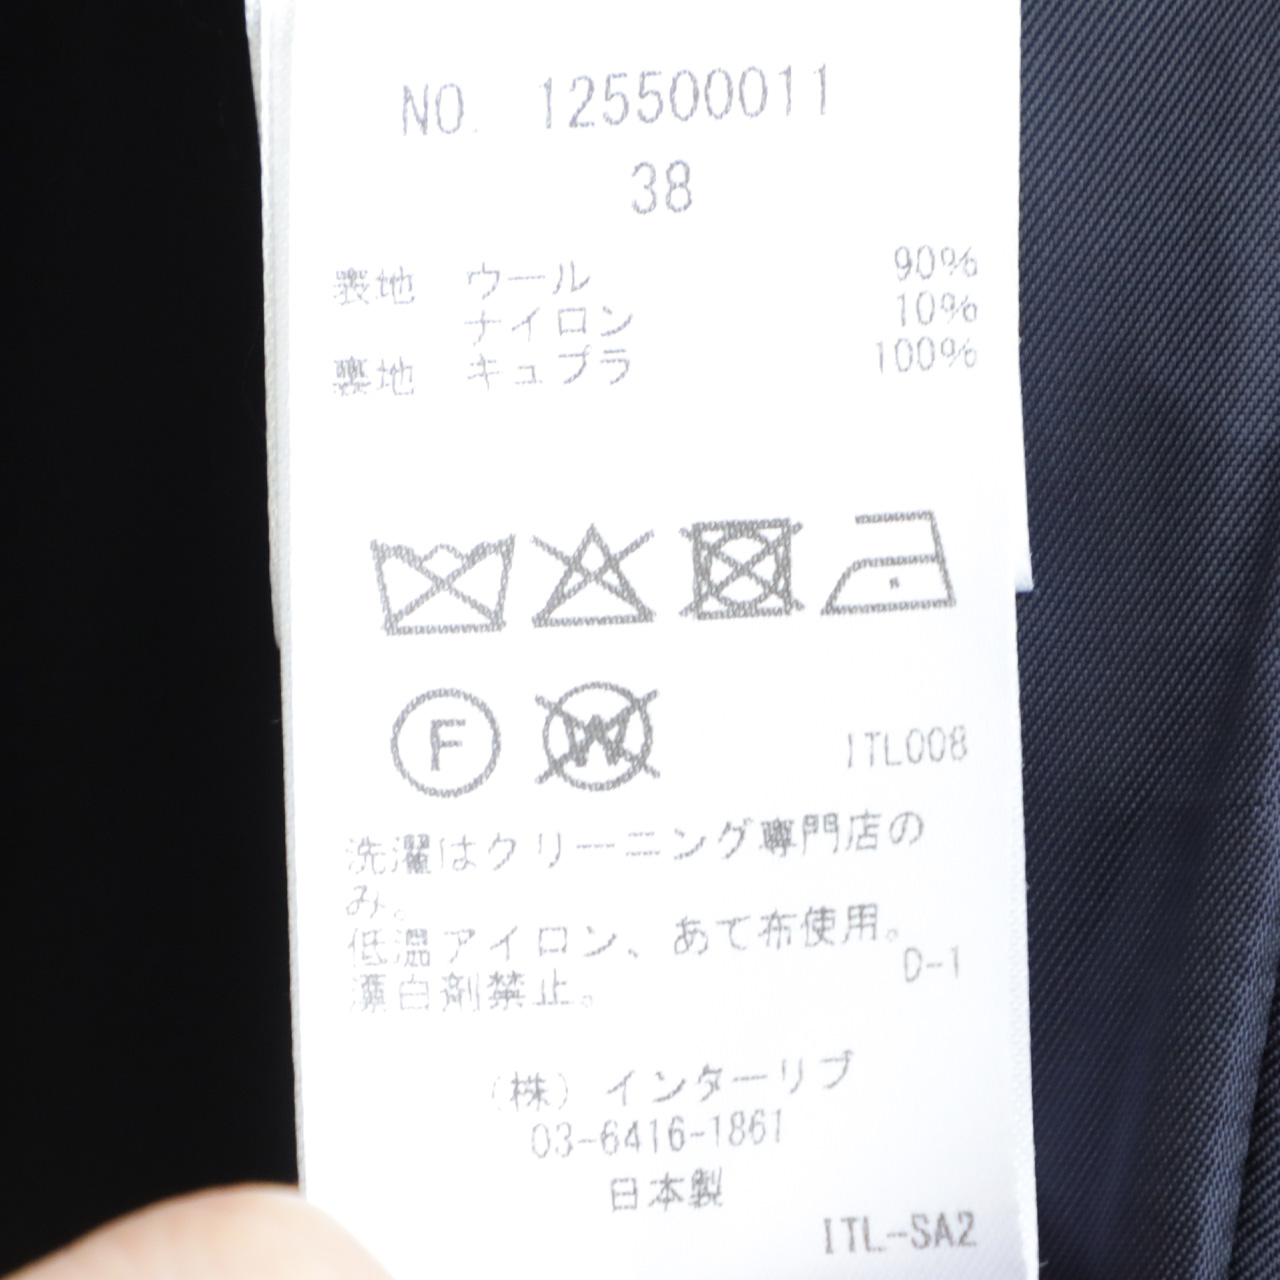 NO. 125500011
38
表地 ウール 90%
ナイロン 10%
裏地 キュプラ 100%
F W
ITL008
洗濯はクリーニング専門店の
み。
低温アイロン、あて布使用。
漂白剤禁止。
D-1
(株) インターリブ
03-6416-1861
日本製
ITL-SA2